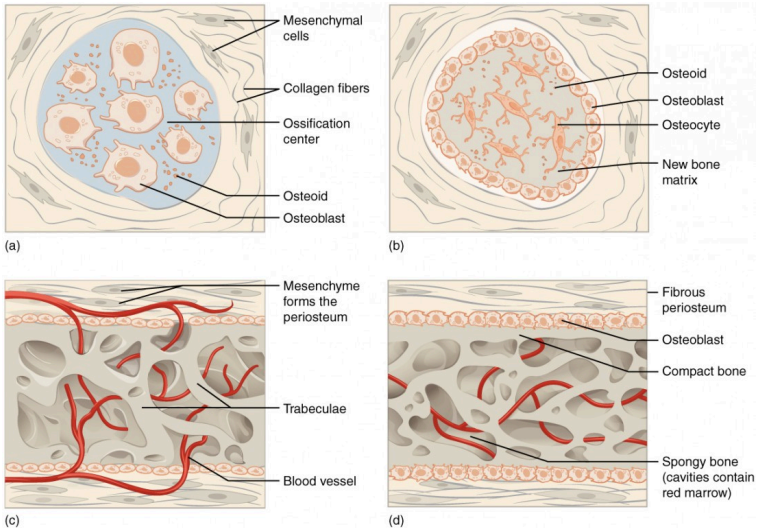 Mesenchymal
cells
Collagen fibers
Ossification
center
Osteoid
Osteoblast
(a)
Osteoid
Osteoblast
Osteocyte
New bone
matrix
(b)
Mesenchyme
forms the
periosteum
Trabeculae
Blood vessel
(c)
Fibrous
periosteum
Osteoblast
Compact bone
Spongy bone
(cavities contain
red marrow)
(d)